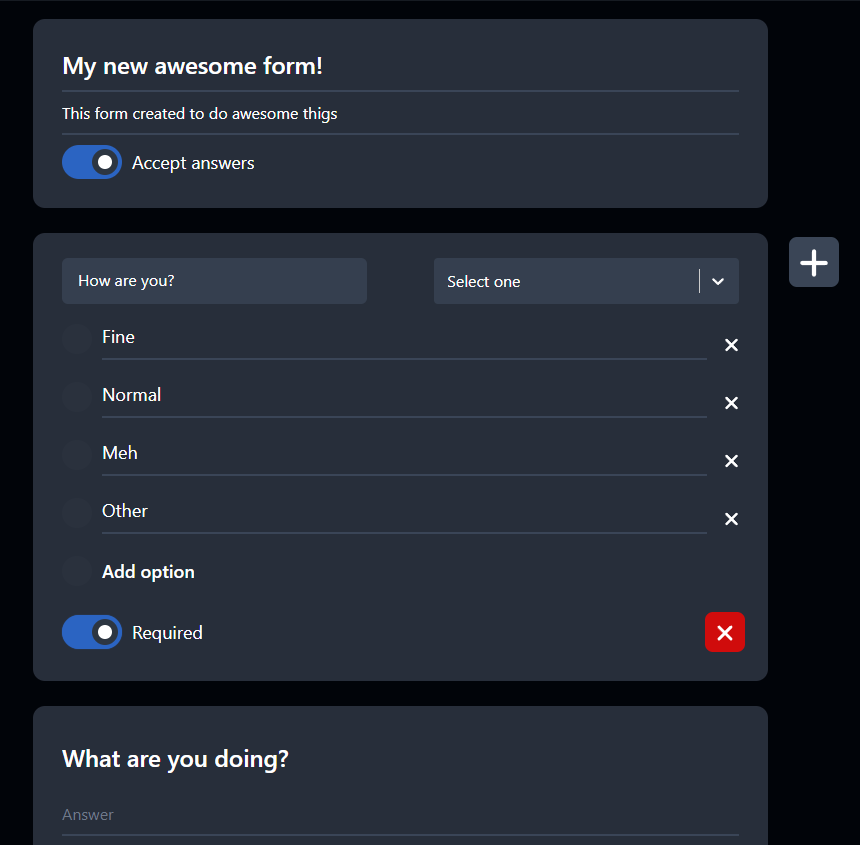 My new awesome form!
This form created to do awesome thigs
Accept answers
How are you?
Select one
Fine
Normal
Meh
Other
Add option
Required
What are you doing?
Answer